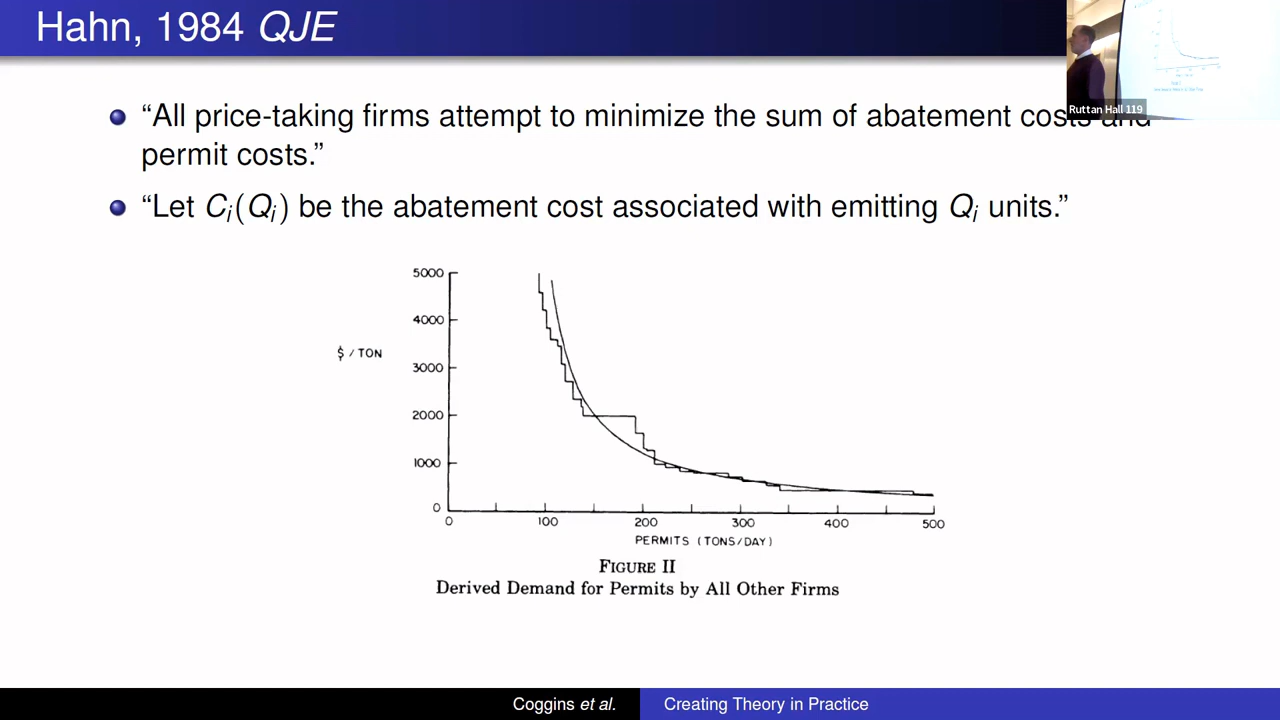 Hahn, 1984 QJE
Ruttan Hall 119
“All price-taking firms attempt to minimize the sum of abatement costs and
permit costs.”
“Let Ci(Qi) be the abatement cost associated with emitting Qi units.”
5000
4000
$ / TON
3000
2000
1000
0
0 100 200 300 400 500
PERMITS (TONS/DAY)
FIGURE II
Derived Demand for Permits by All Other Firms
Coggins et al. Creating Theory in Practice